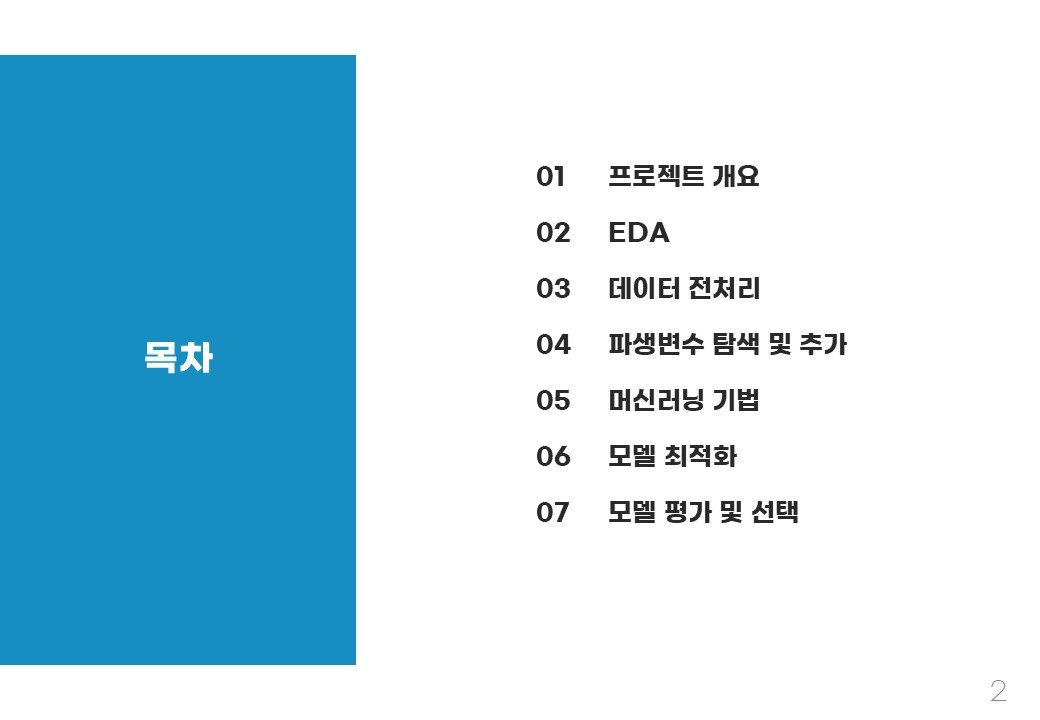 목차
01 프로젝트 개요
02 EDA
03 데이터 전처리
04 파생변수 탐색 및 추가
05 머신러닝 기법
06 모델 최적화
07 모델 평가 및 선택
2